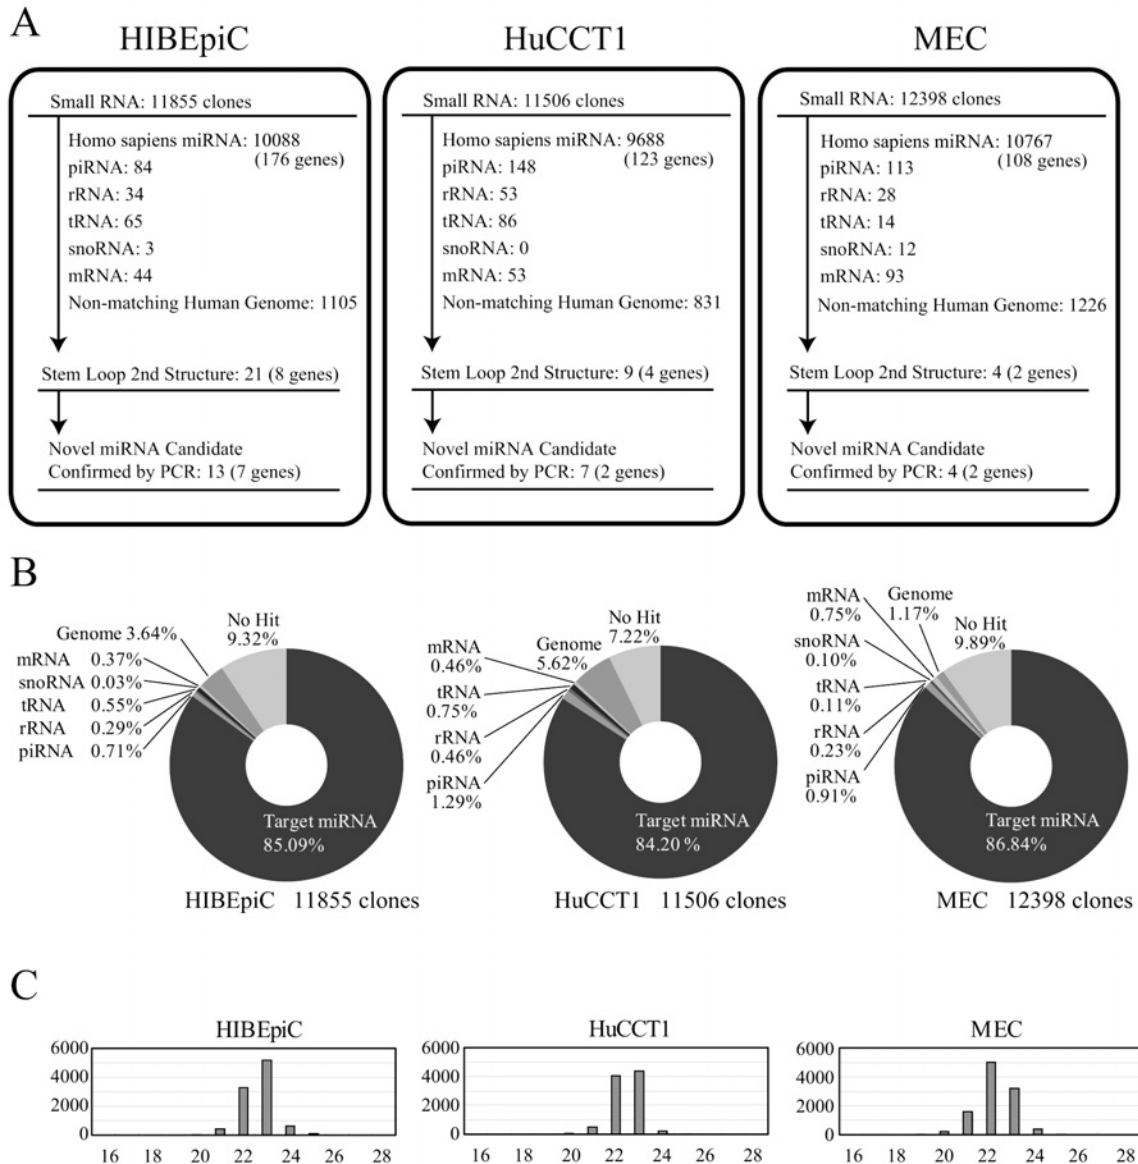 A
HIBEpiC
Small RNA: 11855 clones
Homo sapiens miRNA: 10088
(176 genes)
piRNA: 84
rRNA: 34
tRNA: 65
snoRNA: 3
mRNA: 44
Non-matching Human Genome: 1105
Stem Loop 2nd Structure: 21 (8 genes)
Novel miRNA Candidate
Confirmed by PCR: 13 (7 genes)
HuCCT1
Small RNA: 11506 clones
Homo sapiens miRNA: 9688
(123 genes)
piRNA: 148
rRNA: 53
tRNA: 86
snoRNA: 0
mRNA: 53
Non-matching Human Genome: 831
Stem Loop 2nd Structure: 9 (4 genes)
Novel miRNA Candidate
Confirmed by PCR: 7 (2 genes)
MEC
Small RNA: 12398 clones
Homo sapiens miRNA: 10767
(108 genes)
piRNA: 113
rRNA: 28
tRNA: 14
snoRNA: 12
mRNA: 93
Non-matching Human Genome: 1226
Stem Loop 2nd Structure: 4 (2 genes)
Novel miRNA Candidate
Confirmed by PCR: 4 (2 genes)
B
No Hit
9.32%
Genome 3.64%
mRNA 0.37%
snoRNA 0.03%
tRNA 0.55%
rRNA 0.29%
piRNA 0.71%
Target miRNA
85.09%
HIBEpiC 11855 clones
No Hit
7.22%
Genome
5.62%
mRNA
0.46%
tRNA
0.75%
rRNA
0.46%
piRNA
1.29%
Target miRNA
84.20 %
HuCCT1 11506 clones
mRNA
0.75%
Genome
1.17%
No Hit
9.89%
snoRNA
0.10%
tRNA
0.11%
rRNA
0.23%
piRNA
0.91%
Target miRNA
86.84%
MEC 12398 clones
C
HIBEpiC
6000
4000
2000
0
16 18 20 22 24 26 28
HuCCT1
6000
4000
2000
0
16 18 20 22 24 26 28
MEC
6000
4000
2000
0
16 18 20 22 24 26 28